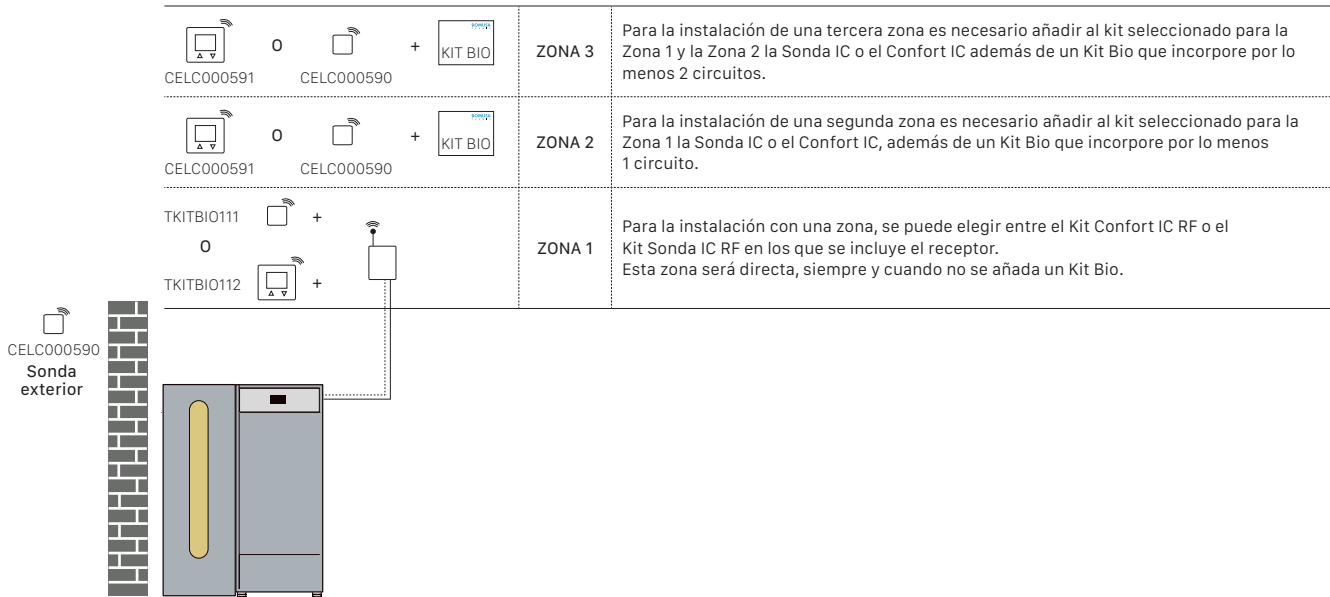 CELC000591
O
CELC000590
+
DOMUSA
KIT BIO
ZONA 3
Para la instalación de una tercera zona es necesario añadir al kit seleccionado para la
Zona 1 y la Zona 2 la Sonda IC o el Confort IC además de un Kit Bio que incorpore por lo
menos 2 circuitos.
CELC000591
O
CELC000590
+
DOMUSA
KIT BIO
ZONA 2
Para la instalación de una segunda zona es necesario añadir al kit seleccionado para la
Zona 1 la Sonda IC o el Confort IC, además de un Kit Bio que incorpore por lo menos
1 circuito.
TKITBIO111 +
O
TKITBIO112 +
ZONA 1
Para la instalación con una zona, se puede elegir entre el Kit Confort IC RF o el
Kit Sonda IC RF en los que se incluye el receptor.
Esta zona será directa, siempre y cuando no se añada un Kit Bio.
CELC000590
Sonda
exterior